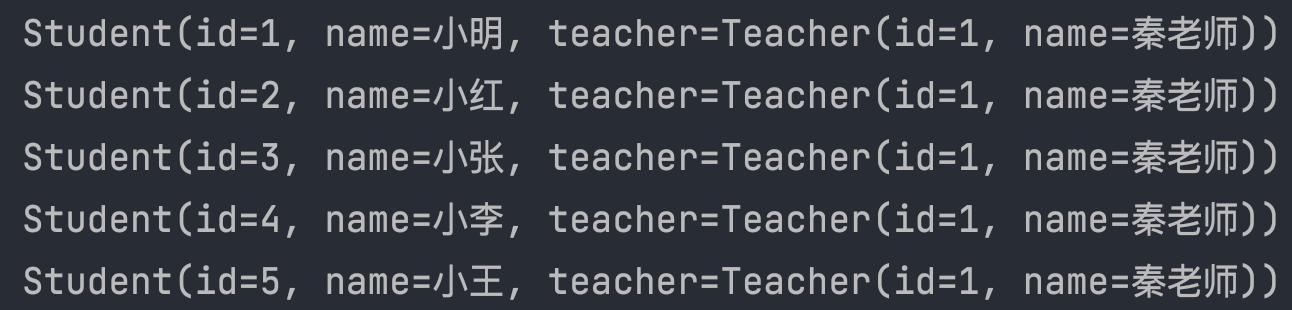 Student(id=1, name=小明, teacher=Teacher(id=1, name=秦老师))
Student(id=2, name=小红, teacher=Teacher(id=1, name=秦老师))
Student(id=3, name=小张, teacher=Teacher(id=1, name=秦老师))
Student(id=4, name=小李, teacher=Teacher(id=1, name=秦老师))
Student(id=5, name=小王, teacher=Teacher(id=1, name=秦老师))